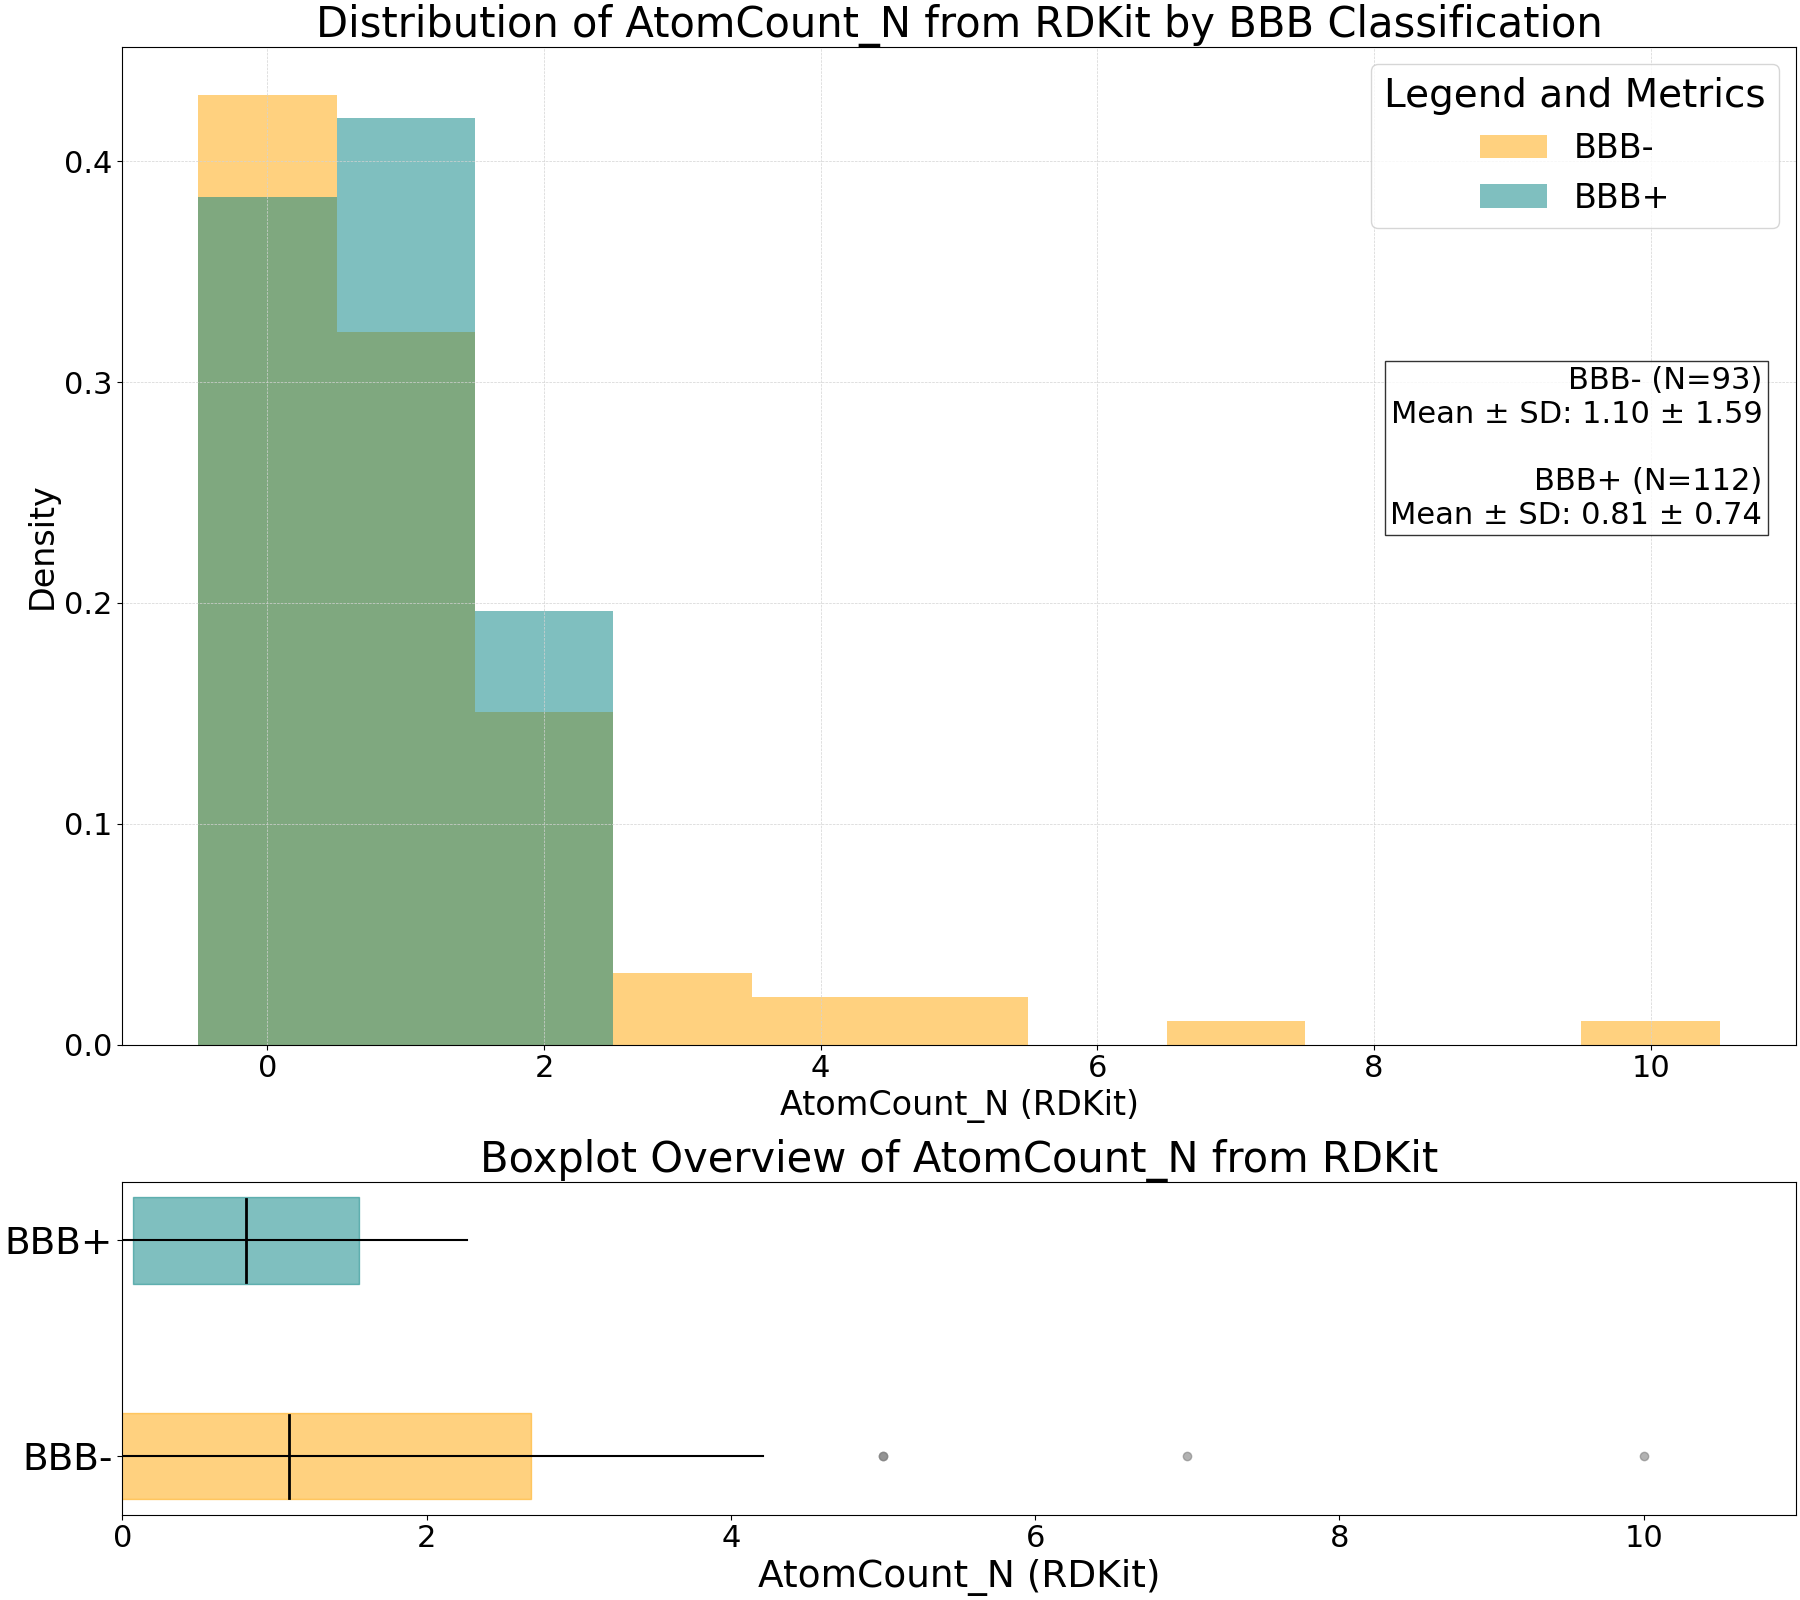 Distribution of AtomCount_N from RDKit by BBB Classification
Legend and Metrics
BBB-
BBB+
BBB- (N=93)
Mean ± SD: 1.10 ± 1.59
BBB+ (N=112)
Mean ± SD: 0.81 ± 0.74
Density
0.4
0.3
0.2
0.1
0.0
0 2 4 6 8 10
AtomCount_N (RDKit)
Boxplot Overview of AtomCount_N from RDKit
BBB+
BBB-
0 2 4 6 8 10
AtomCount_N (RDKit)